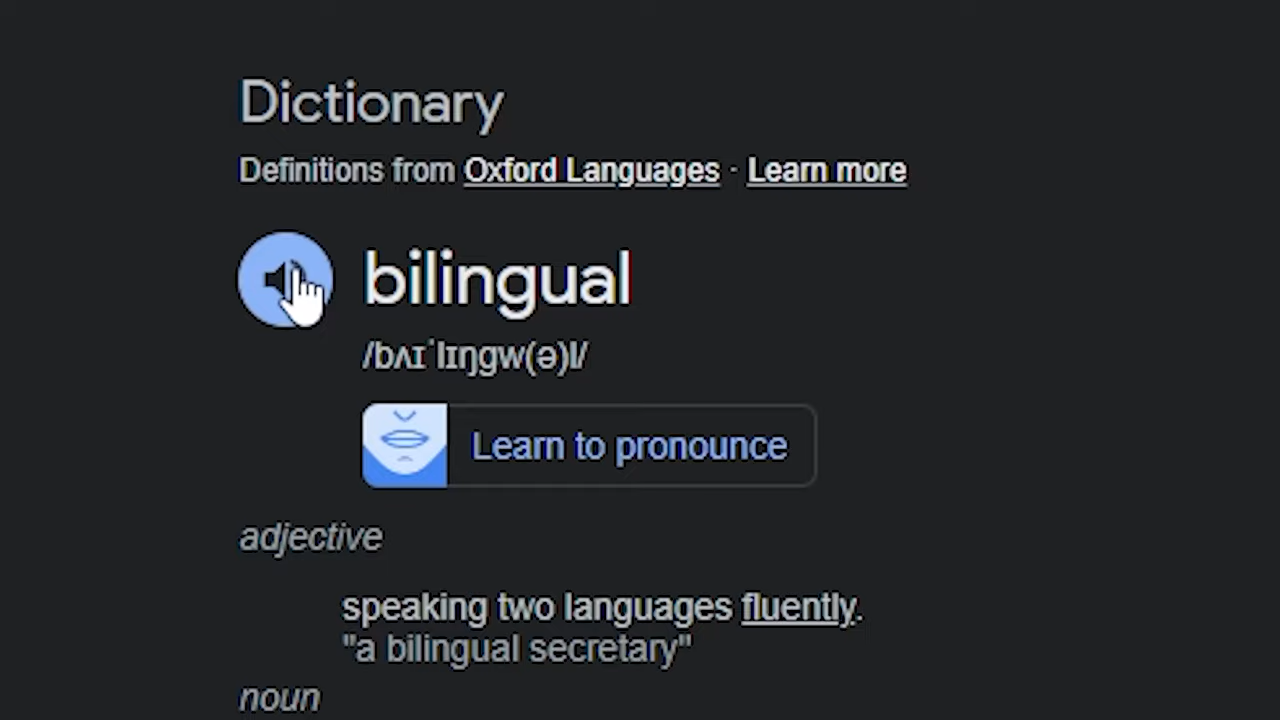 Dictionary
Definitions from Oxford Languages · Learn more
bilingual
/bʌɪˈlɪŋɡw(ə)l/
Learn to pronounce
adjective
speaking two languages fluently.
"a bilingual secretary"
noun